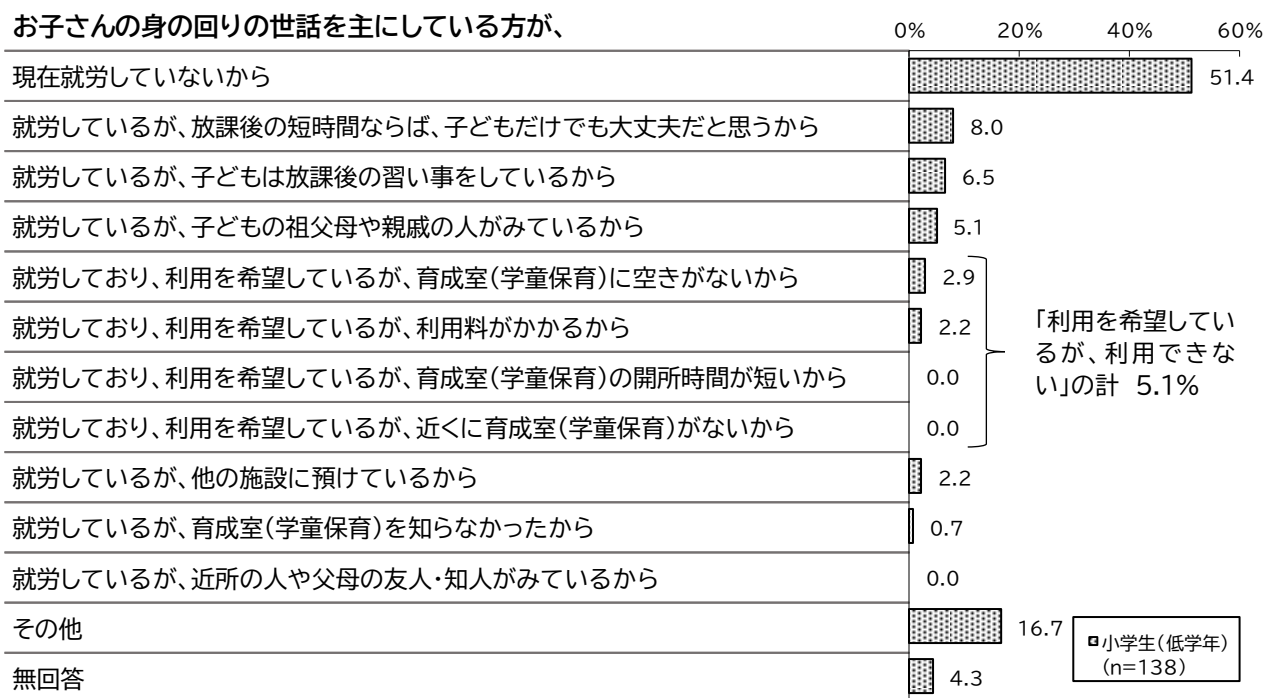 お子さんの身の回りの世話を主にしている方が、
0% 20% 40% 60%
現在就労していないから 51.4
就労しているが、放課後の短時間ならば、子どもだけでも大丈夫だと思うから 8.0
就労しているが、子どもは放課後の習い事をしているから 6.5
就労しているが、子どもの祖父母や親戚の人がみているから 5.1
就労しており、利用を希望しているが、育成室(学童保育)に空きがないから 2.9
就労しており、利用を希望しているが、利用料がかかるから 2.2
就労しており、利用を希望しているが、育成室(学童保育)の開所時間が短いから 0.0
就労しており、利用を希望しているが、近くに育成室(学童保育)がないから 0.0
「利用を希望してい
るが、利用できな
い」の計 5.1%
就労しているが、他の施設に預けているから 2.2
就労しているが、育成室(学童保育)を知らなかったから 0.7
就労しているが、近所の人や父母の友人・知人がみているから 0.0
その他 16.7
無回答 4.3
小学生(低学年)
(n=138)